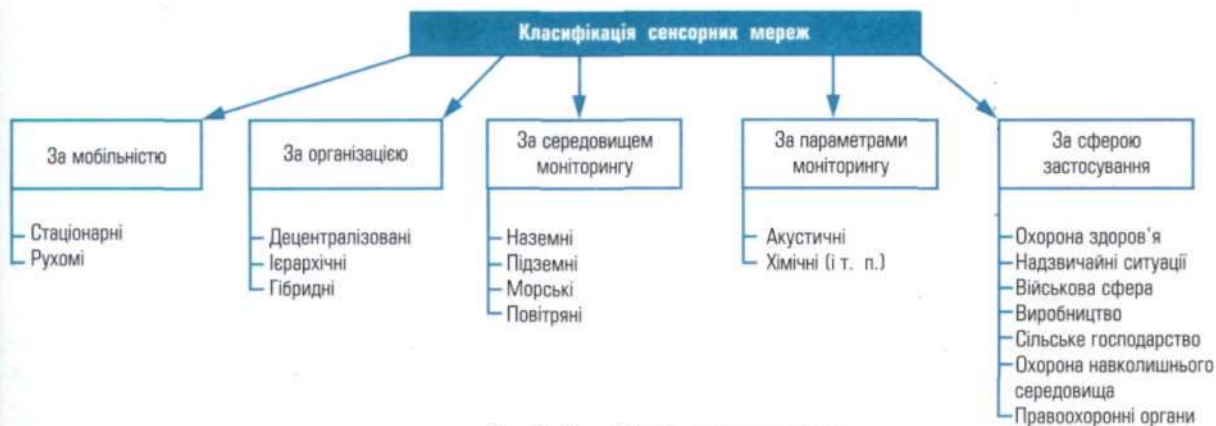 Класифікація сенсорних мереж
За мобільністю
Стаціонарні
Рухомі
За організацією
Децентралізовані
Ієрархічні
Гібридні
За середовищем
моніторингу
Наземні
Підземні
Морські
Повітряні
За параметрами
моніторингу
Акустичні
Хімічні (і т. п.)
За сферою
застосування
Охорона здоров'я
Надзвичайні ситуації
Військова сфера
Виробництво
Сільське господарство
Охорона навколишнього
середовища
Правоохоронні органи